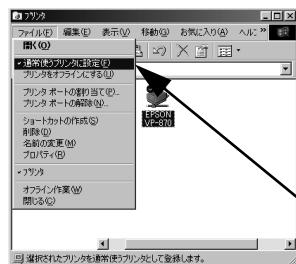 プリンタ
ファイル(F) 編集(E) 表示(V) 移動(G) お気に入り(A) ヘルプ »
開く(O)
通常使うプリンタに設定(F)
プリンタをオフラインにする(U)
プリンタ ポートの割り当て(P)...
プリンタ ポートの解除(N)...
ショートカットの作成(S)
削除(D)
名前の変更(M)
プロパティ(R)
プリンタ
オフライン作業(W)
閉じる(C)
EPSON
VP-870
選択されたプリンタを通常使うプリンタとして登録します。